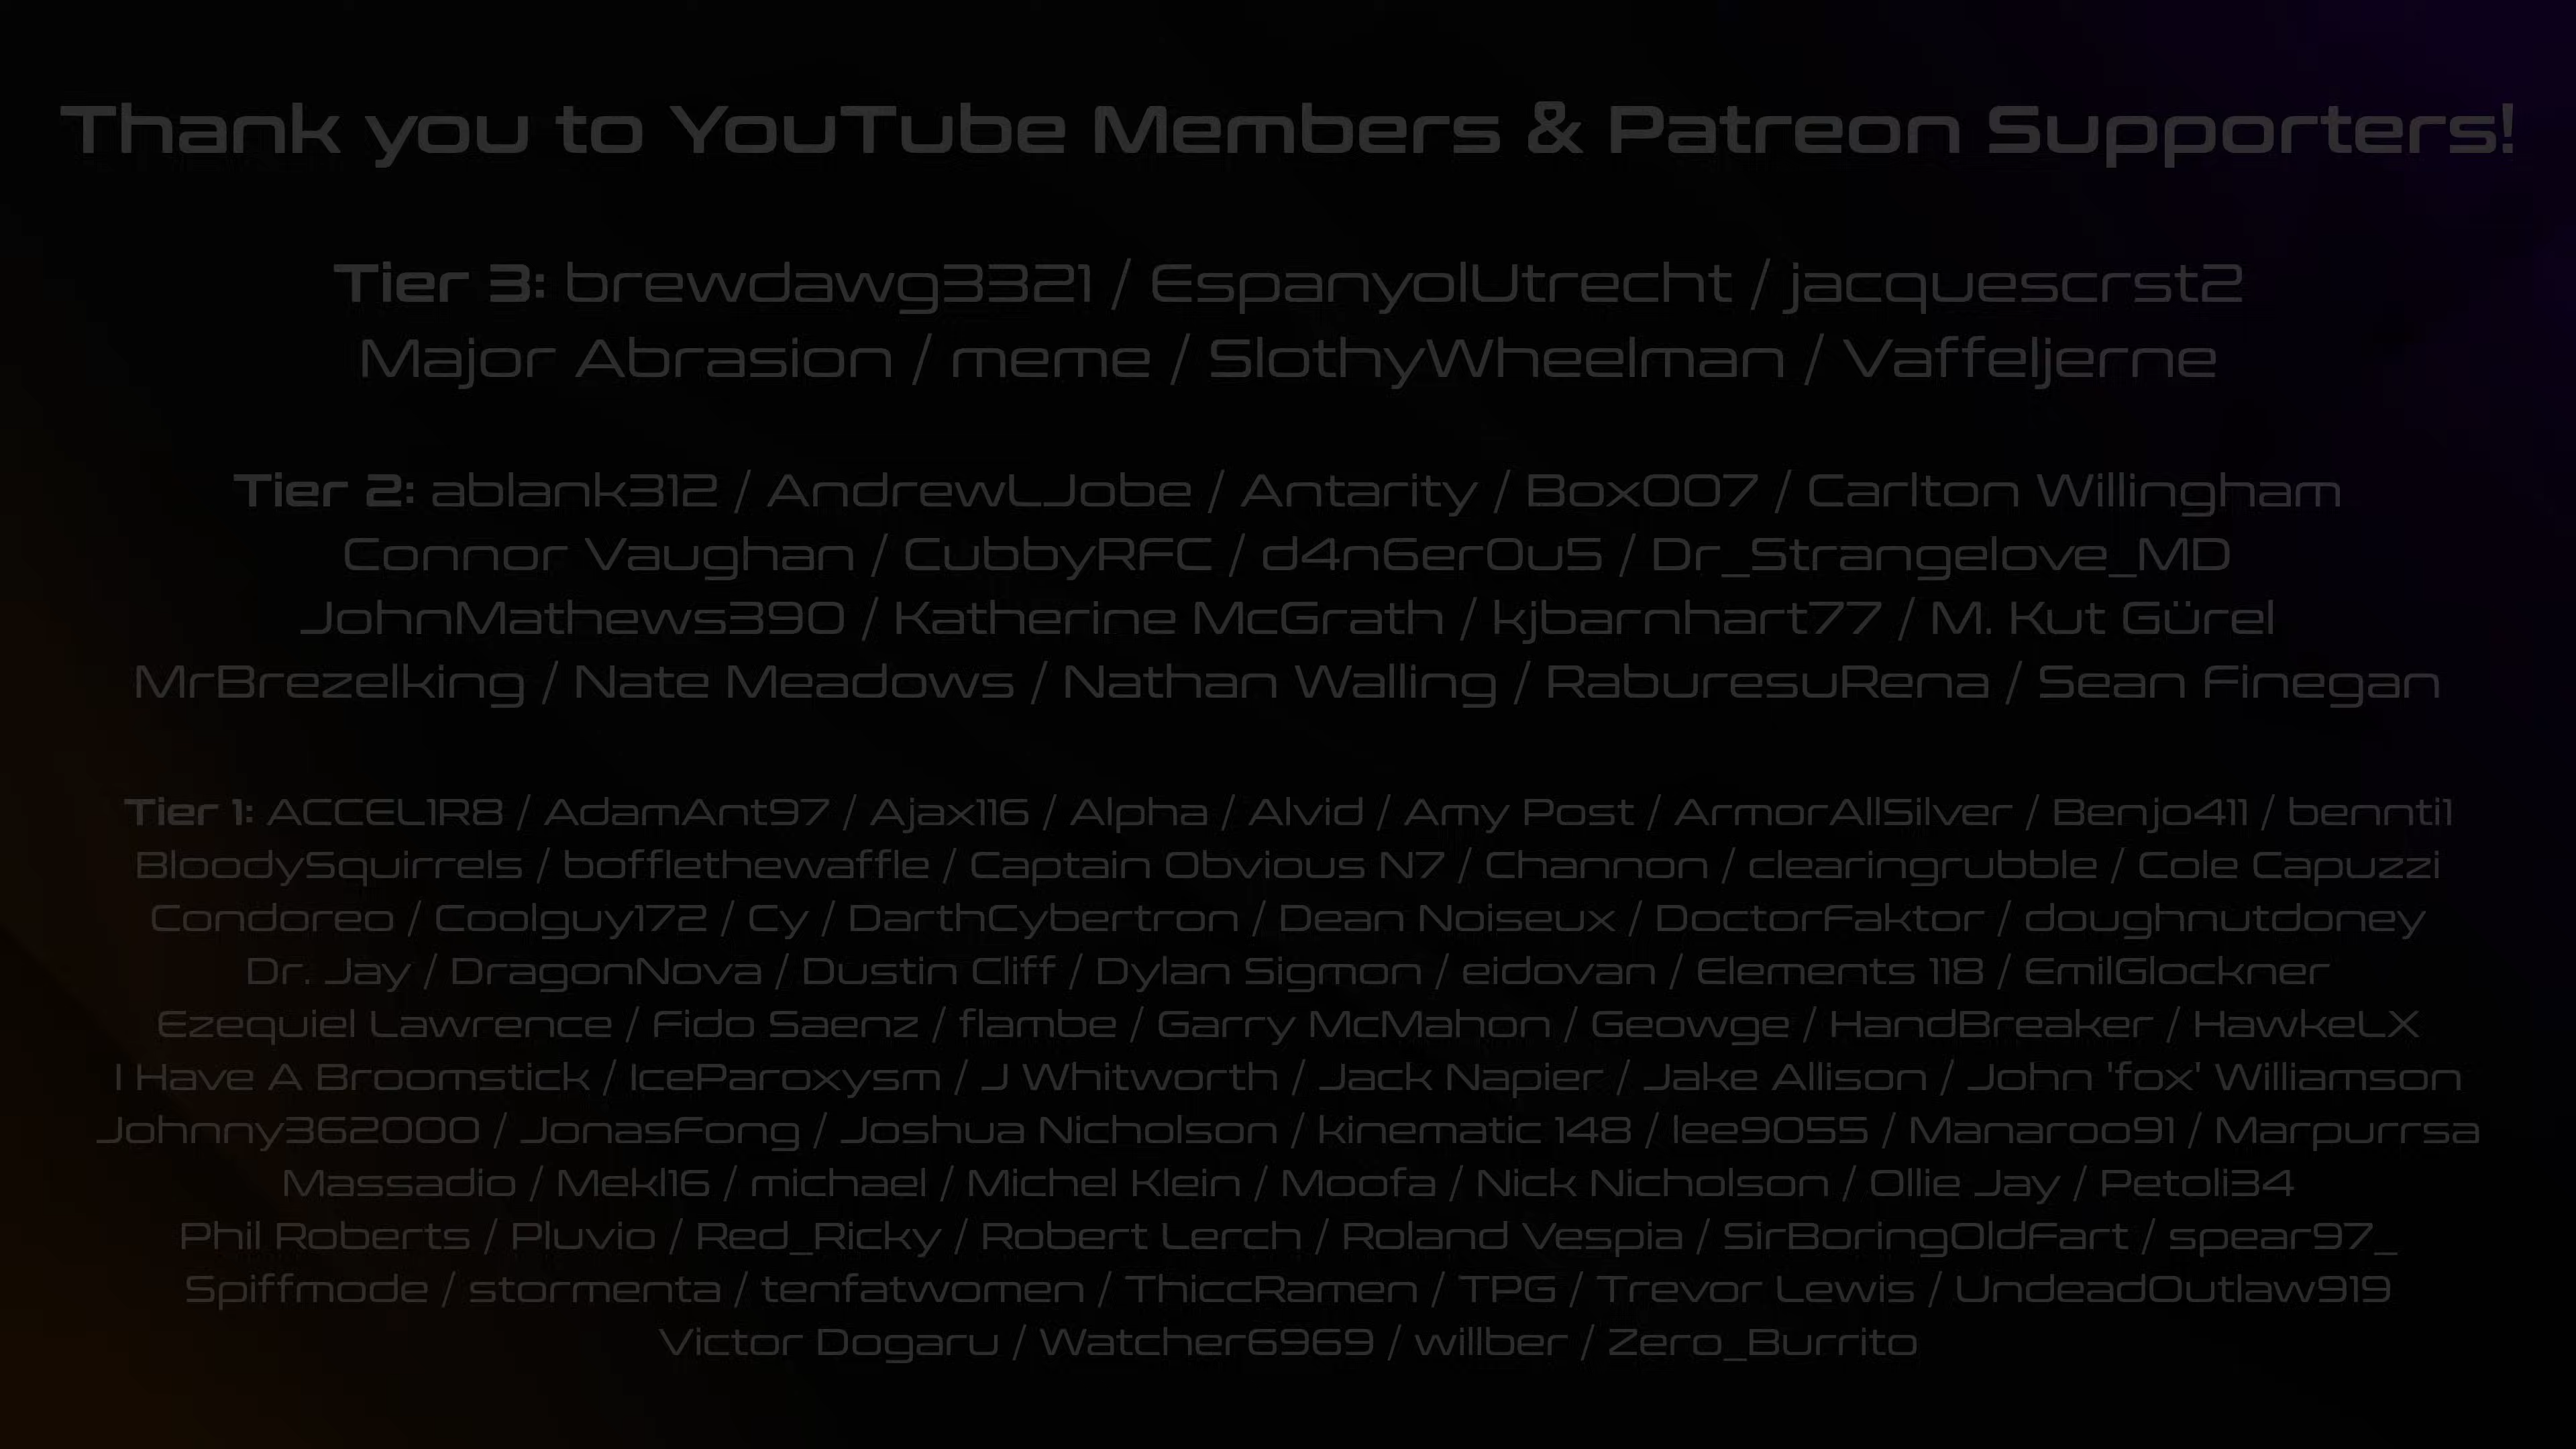 Thank you to YouTube Members & Patreon Supporters!
Tier 3: brewdawg3321 / EspanyolUtrecht / jacquescrst2
Major Abrasion / meme / SlothyWheelman / Vaffeljerne
Tier 2: ablank312 / AndrewLJobe / Antarity / Box007 / Carlton Willingham
Connor Vaughan / CubbyRFC / d4n6er0u5 / Dr_Strangelove_MD
JohnMathews390 / Katherine McGrath / kjbarnhart77 / M. Kut Gürel
MrBrezelking / Nate Meadows / Nathan Walling / RaburesuRena / Sean Finegan
Tier 1: ACCEL1R8 / AdamAnt97 / Ajax116 / Alpha / Alvid / Amy Post / ArmorAllSilver / Benjo411 / bennti1
BloodySquirrels / bofflethewaffle / Captain Obvious N7 / Channon / clearingrubble / Cole Capuzzi
Condoreo / Coolguy172 / Cy / DarthCybertron / Dean Noiseux / DoctorFaktor / doughnutdoney
Dr. Jay / DragonNova / Dustin Cliff / Dylan Sigmon / eidovan / Elements 118 / EmilGlockner
Ezequiel Lawrence / Fido Saenz / flambe / Garry McMahon / Geowge / HandBreaker / HawkeLX
I Have A Broomstick / IceParoxysm / J Whitworth / Jack Napier / Jake Allison / John 'fox' Williamson
Johnny362000 / JonasFong / Joshua Nicholson / kinematic 148 / lee9055 / Manaroo91 / Marpurrsa
Massadio / Mekl16 / michael / Michel Klein / Moofa / Nick Nicholson / Ollie Jay / Petoli34
Phil Roberts / Pluvio / Red_Ricky / Robert Lerch / Roland Vespia / SirBoringOldFart / spear97_
Spiffmode / stormenta / tenfatwomen / ThiccRamen / TPG / Trevor Lewis / UndeadOutlaw919
Victor Dogaru / Watcher6969 / willber / Zero_Burrito